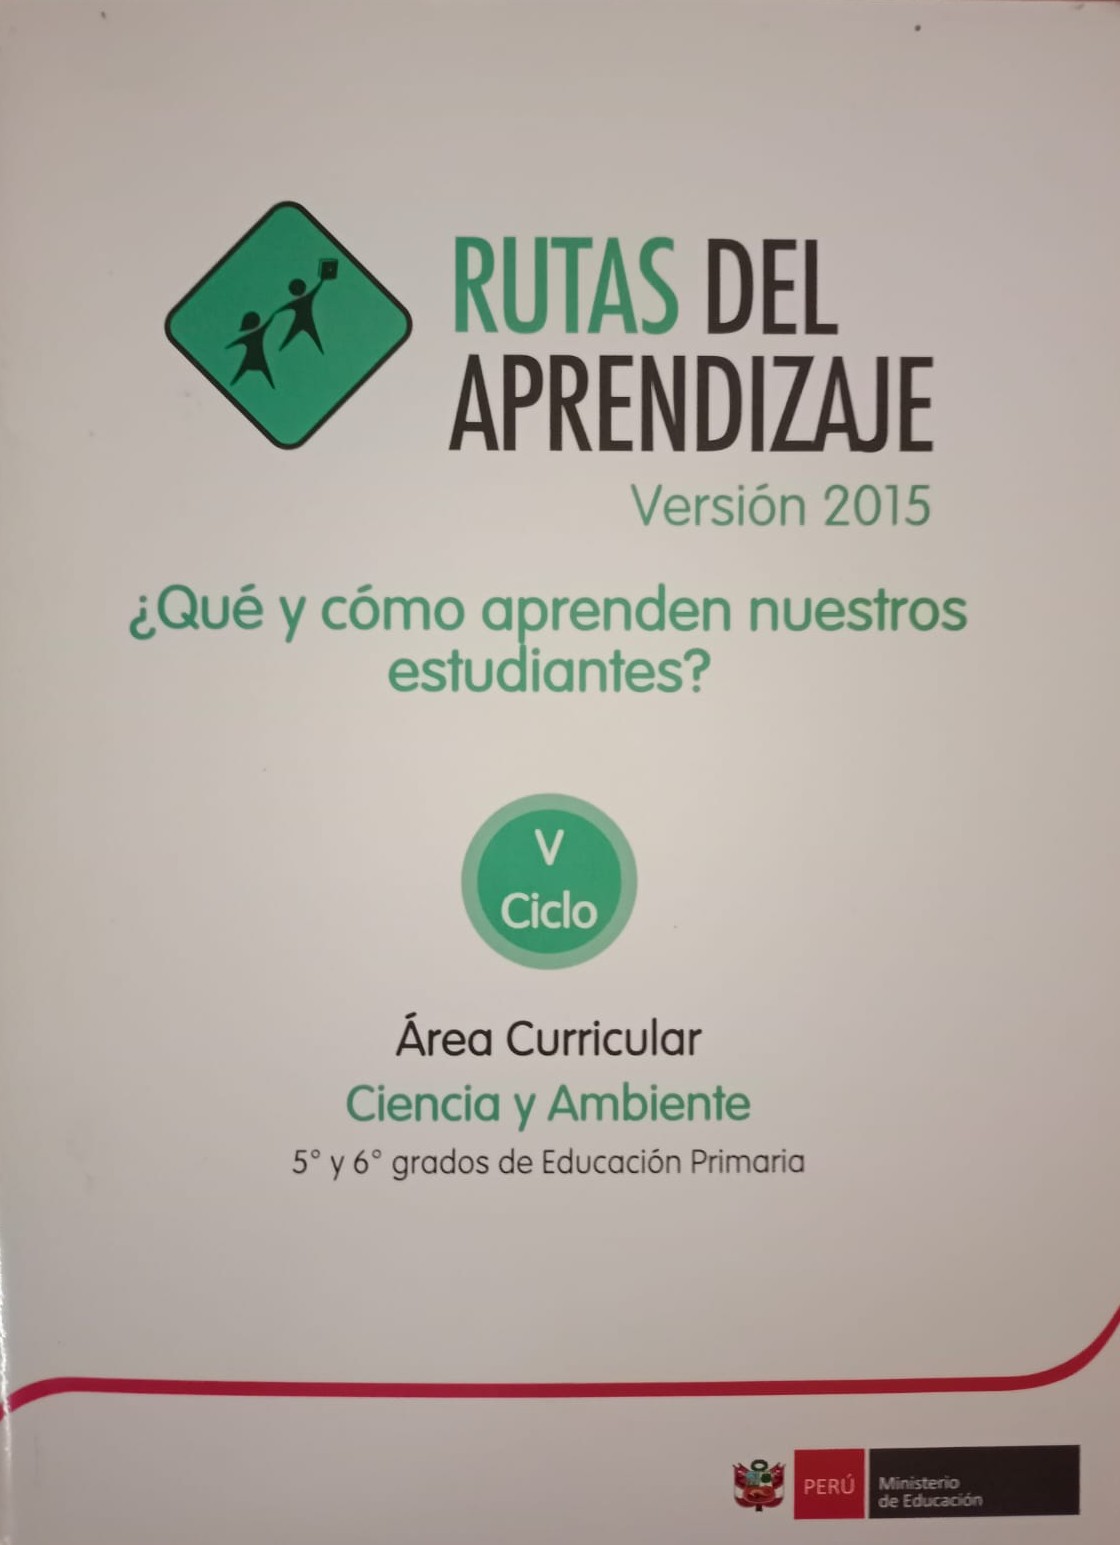 RUTAS DEL
APRENDIZAJE
Versión 2015
¿Qué y cómo aprenden nuestros
estudiantes?
V
Ciclo
Área Curricular
Ciencia y Ambiente
5° y 6° grados de Educación Primaria
PERÚ
Ministerio
de Educación